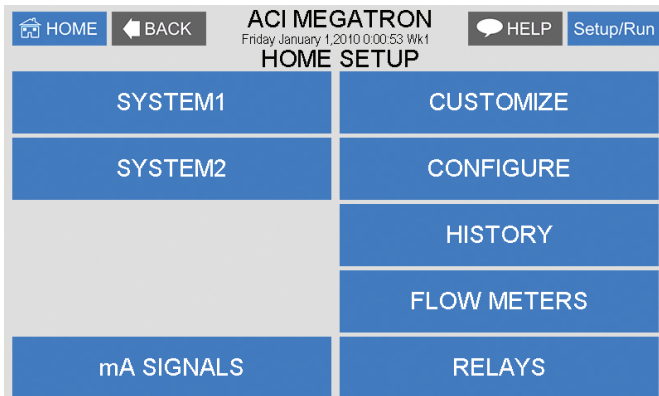 HOME
BACK
ACI MEGATRON
Friday January 1,2010 0:00:53 Wk1
HOME SETUP
HELP
Setup/Run
SYSTEM1
CUSTOMIZE
SYSTEM2
CONFIGURE
HISTORY
FLOW METERS
mA SIGNALS
RELAYS